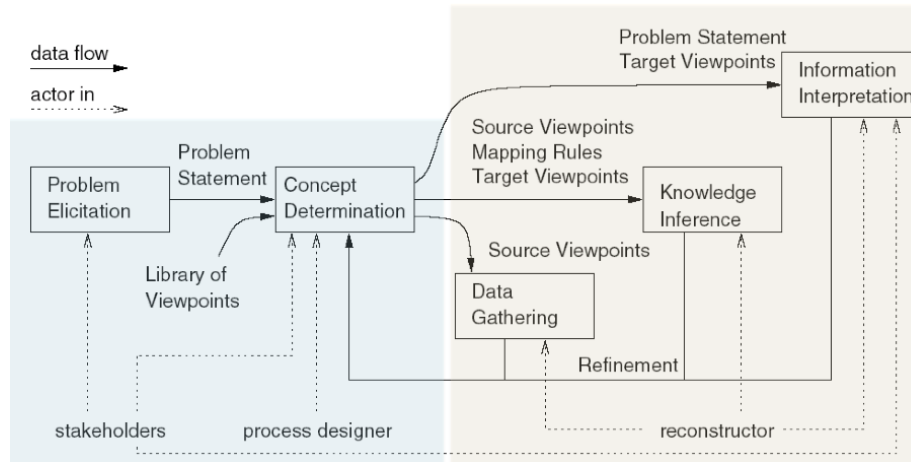 data flow
actor in
Problem Statement
Target Viewpoints
Information
Interpretation
Problem
Elicitation
Problem
Statement
Concept
Determination
Source Viewpoints
Mapping Rules
Target Viewpoints
Knowledge
Inference
Library of
Viewpoints
Source Viewpoints
Data
Gathering
Refinement
stakeholders
process designer
reconstructor